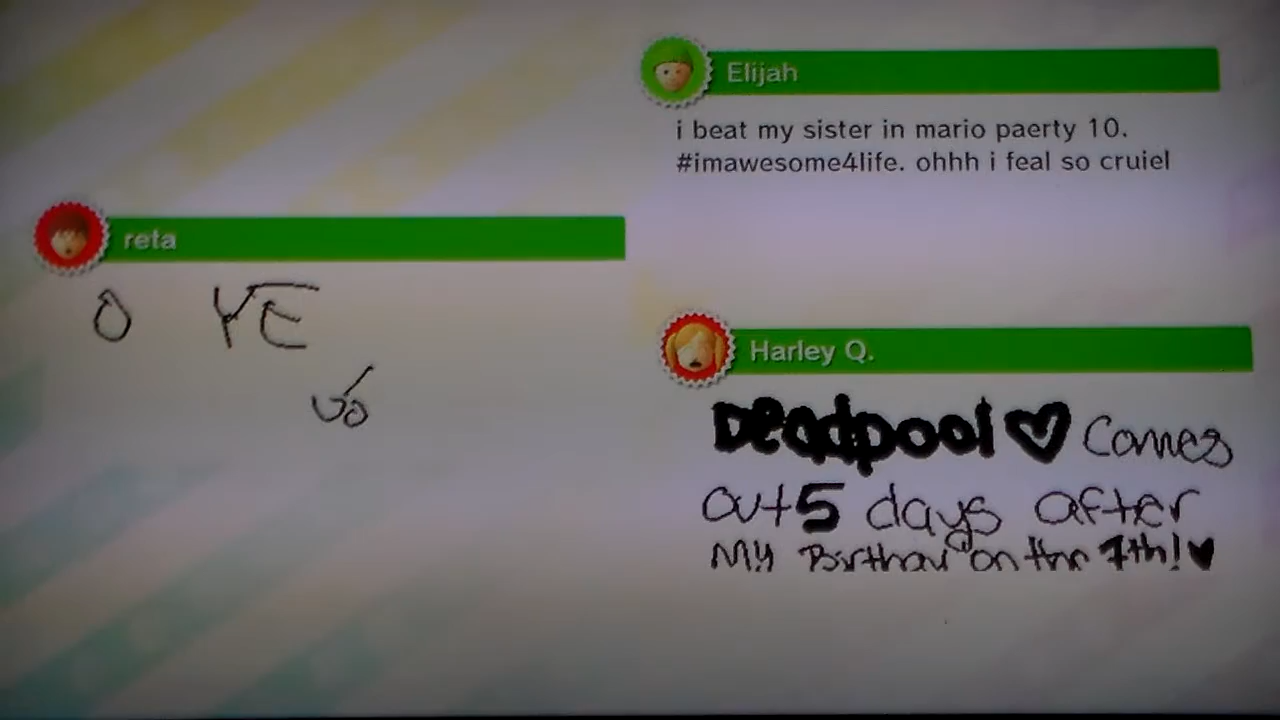 Elijah
i beat my sister in mario paerty 10.
#imawesome4life. ohhh i feal so cruiel
reta
O YE
Harley Q.
Deadpool ♡ Comes
out 5 days after
My Birthday on the 7th! ♥